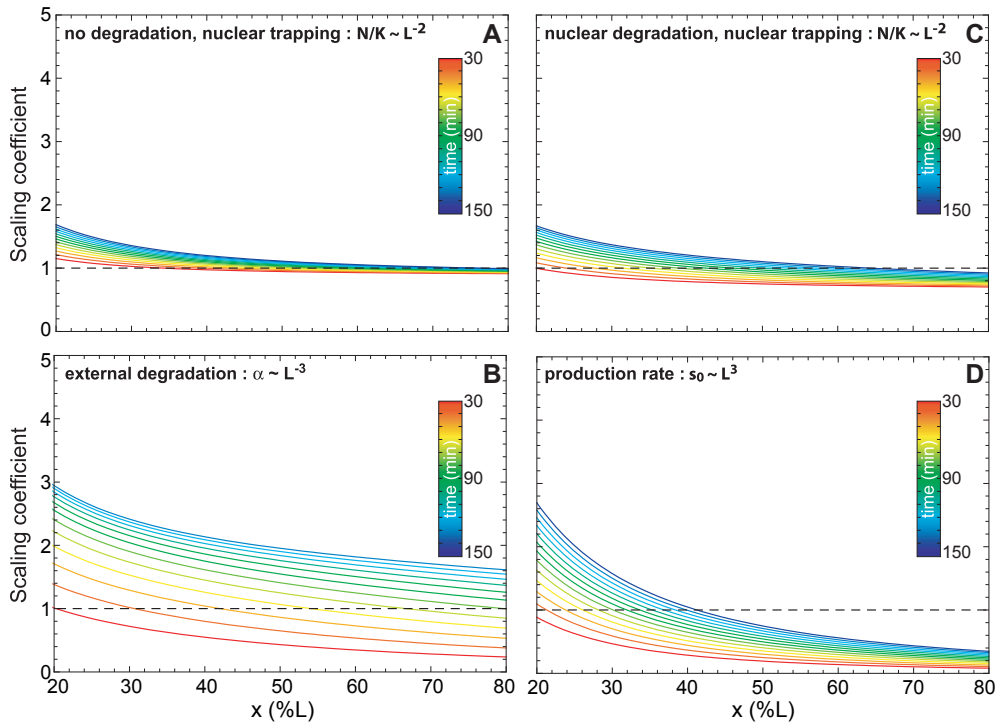 no degradation, nuclear trapping : N/K ~ L⁻² A
5
4
3
2
1
0
Scaling coefficient
30
90
150
time (min)
nuclear degradation, nuclear trapping : N/K ~ L⁻² C
30
90
150
time (min)
external degradation : α ~ L⁻³ B
5
4
3
2
1
0
Scaling coefficient
30
90
150
time (min)
20 30 40 50 60 70 80
x (%L)
production rate : s₀ ~ L³ D
30
90
150
time (min)
20 30 40 50 60 70 80
x (%L)